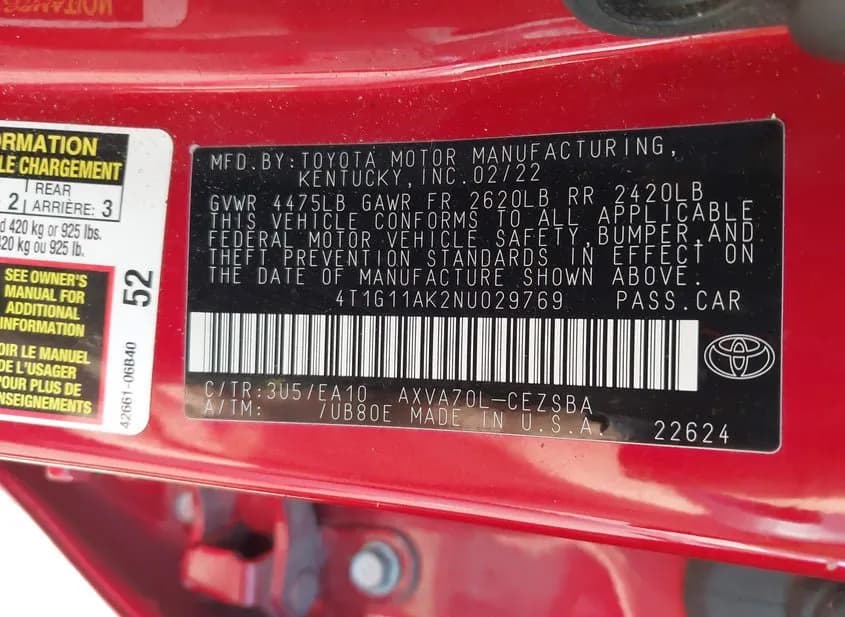 RMATION
LE CHARGEMENT
REAR
2 ARRIÈRE: 3
420 kg or 925 lbs.
420 kg ou 925 lb.
SEE OWNER'S
MANUAL FOR
ADDITIONAL
INFORMATION
OIR LE MANUEL
DE L'USAGER
POUR PLUS DE
ENSEIGNEMENTS
52
42661-06B40
MFD.BY:TOYOTA MOTOR MANUFACTURING,
KENTUCKY,INC.02/22
GVWR 4475LB GAWR FR 2620LB RR 2420LB
THIS VEHICLE CONFORMS TO ALL APPLICABLE
FEDERAL MOTOR VEHICLE SAFETY,BUMPER,AND
THEFT PREVENTION STANDARDS IN EFFECT ON
THE DATE OF MANUFACTURE SHOWN ABOVE.
4T1G11AK2NU029769 PASS.CAR
C/TR:3U5/EA10 AXVA70L-CEZSBA
A/TM: 7UB80E MADE IN U.S.A. 22624